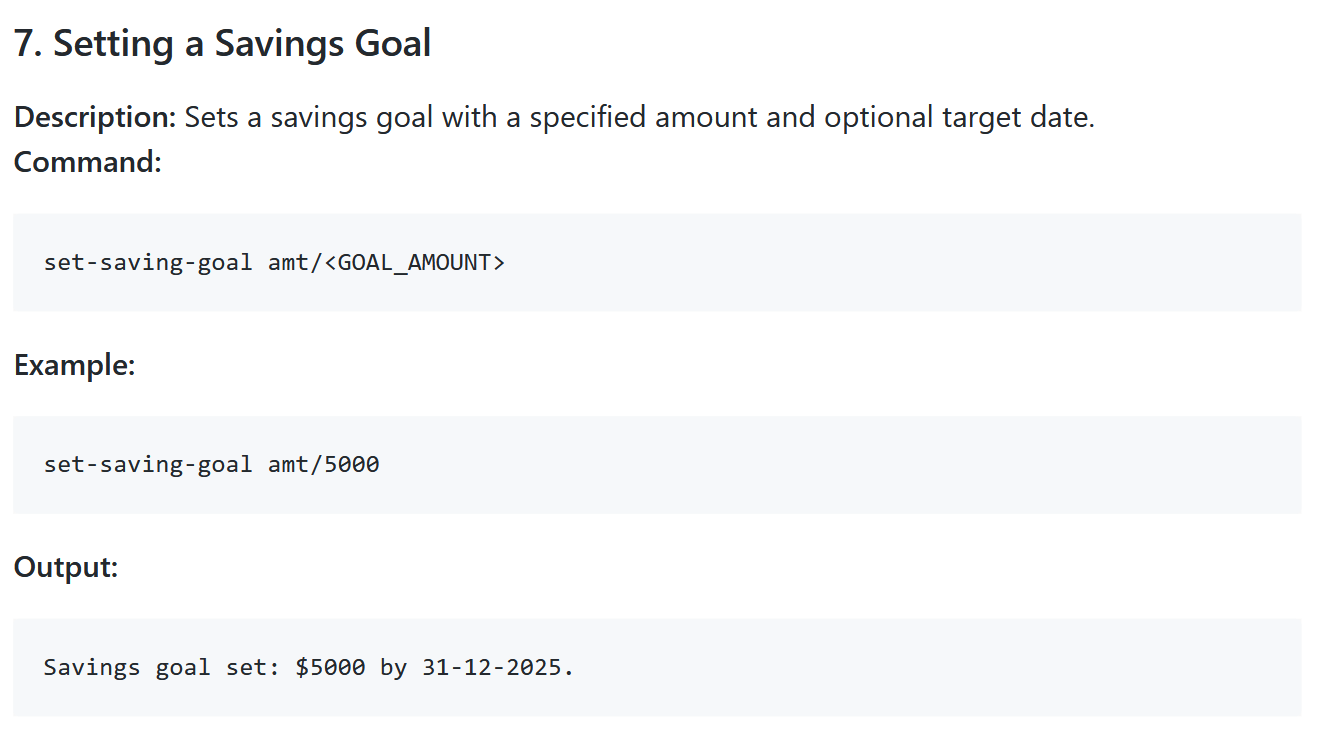 7. Setting a Savings Goal
Description: Sets a savings goal with a specified amount and optional target date.
Command:
set-saving-goal amt/<GOAL_AMOUNT>
Example:
set-saving-goal amt/5000
Output:
Savings goal set: $5000 by 31-12-2025.